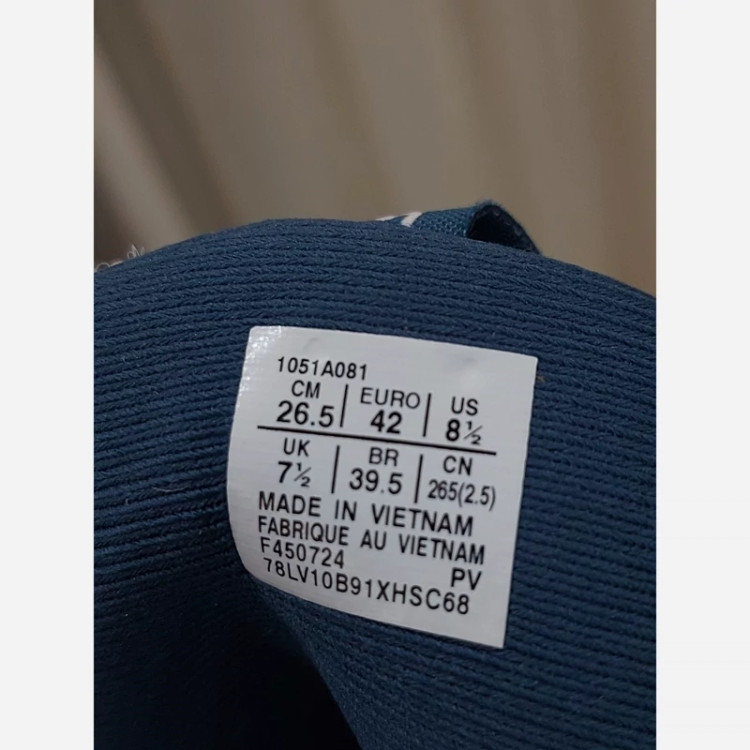 1051A081
CM EURO US
26.5 42 8½
UK BR CN
7½ 39.5 265(2.5)
MADE IN VIETNAM
FABRIQUE AU VIETNAM
F450724 PV
78LV10B91XHSC68